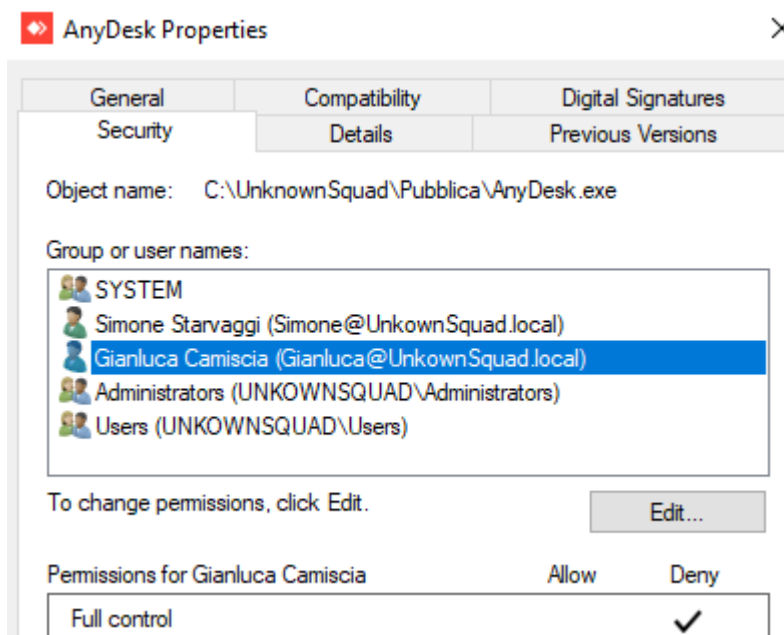 AnyDesk Properties
General Compatibility Digital Signatures
Security Details Previous Versions
Object name: C:\UnknownSquad\Pubblica\AnyDesk.exe
Group or user names:
SYSTEM
Simone Starvaggi (Simone@UnkownSquad.local)
Gianluca Camiscia (Gianluca@UnkownSquad.local)
Administrators (UNKOWNSQUAD\Administrators)
Users (UNKOWNSQUAD\Users)
To change permissions, click Edit.
Edit...
Permissions for Gianluca Camiscia Allow Deny
Full control